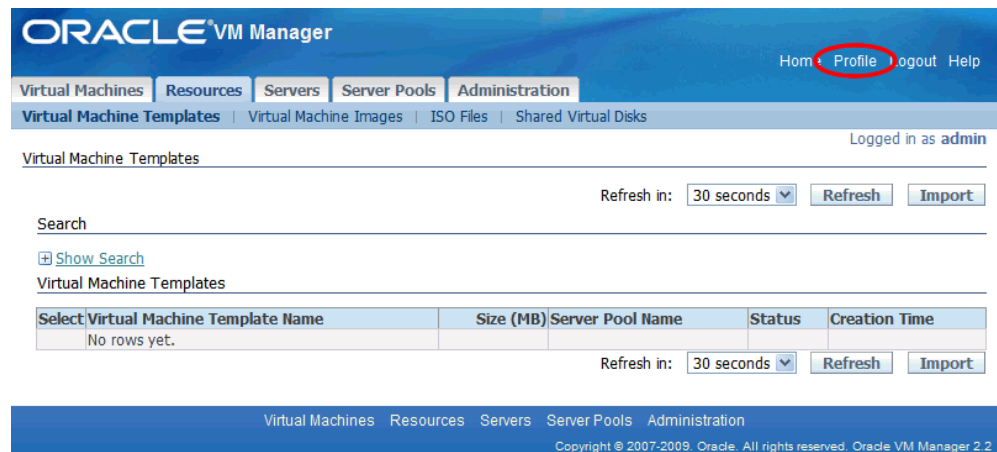 ORACLE VM Manager
Home Profile Logout Help
Virtual Machines Resources Servers Server Pools Administration
Virtual Machine Templates | Virtual Machine Images | ISO Files | Shared Virtual Disks
Logged in as admin
Virtual Machine Templates
Refresh in: 30 seconds Refresh Import
Search
Show Search
Virtual Machine Templates
Select Virtual Machine Template Name Size (MB) Server Pool Name Status Creation Time
No rows yet.
Refresh in: 30 seconds Refresh Import
Virtual Machines Resources Servers Server Pools Administration
Copyright © 2007-2009. Oracle. All rights reserved. Oracle VM Manager 2.2